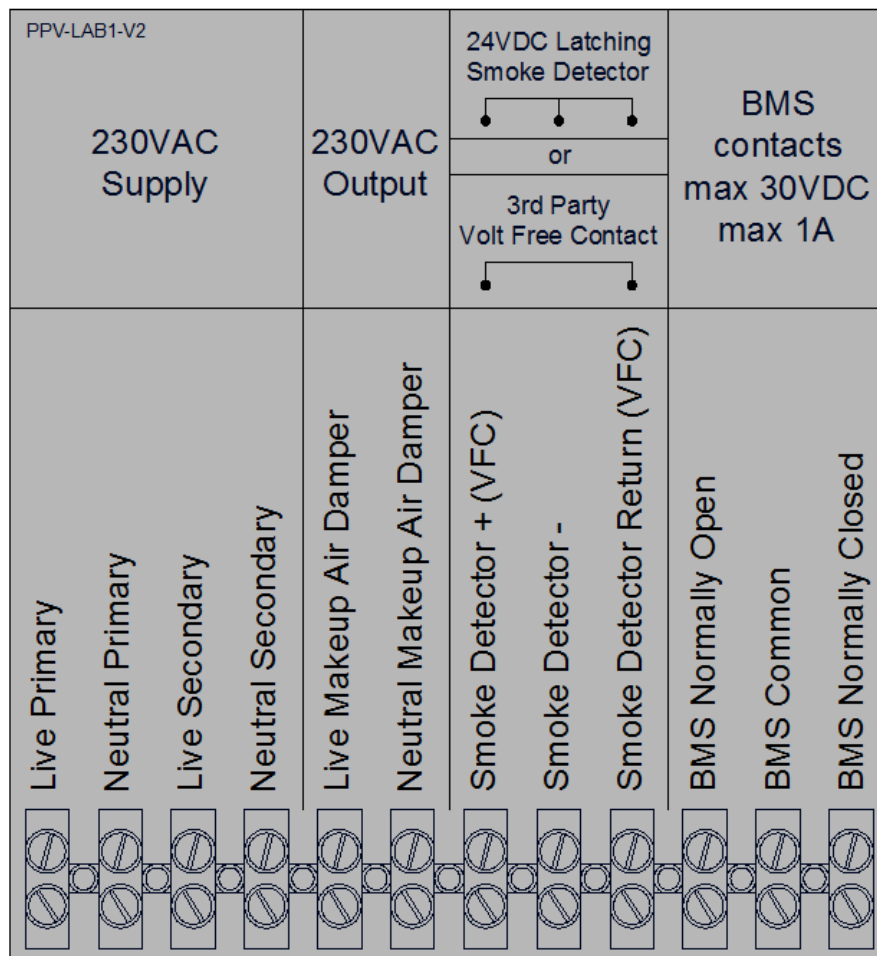 PPV-LAB1-V2
230VAC
Supply
230VAC
Output
24VDC Latching
Smoke Detector
or
3rd Party
Volt Free Contact
BMS
contacts
max 30VDC
max 1A
Live Primary
Neutral Primary
Live Secondary
Neutral Secondary
Live Makeup Air Damper
Neutral Makeup Air Damper
Smoke Detector + (VFC)
Smoke Detector -
Smoke Detector Return (VFC)
BMS Normally Open
BMS Common
BMS Normally Closed